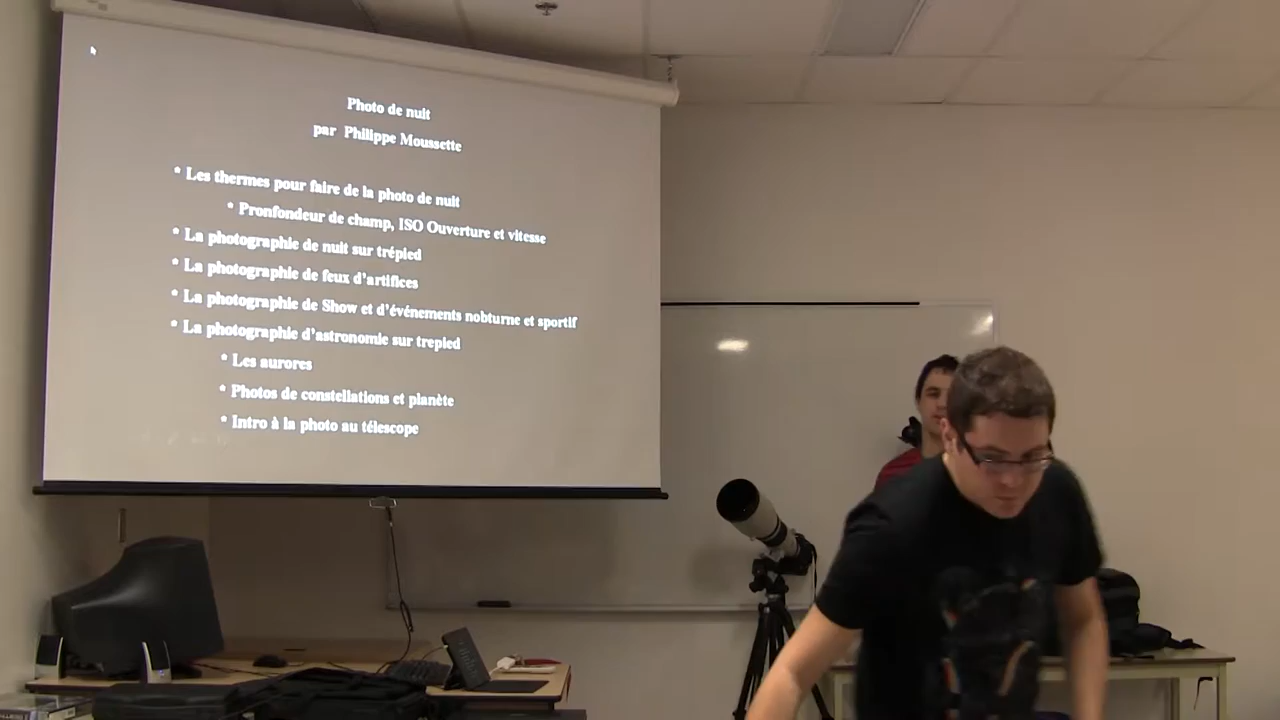 Photo de nuit
par Philippe Moussette
* Les thermes pour faire de la photo de nuit
* Pronfondeur de champ, ISO Ouverture et vitesse
* La photographie de nuit sur trépied
* La photographie de feux d'artifices
* La photographie de Show et d'événements nobturne et sportif
* La photographie d'astronomie sur trepied
* Les aurores
* Photos de constellations et planète
* Intro à la photo au télescope